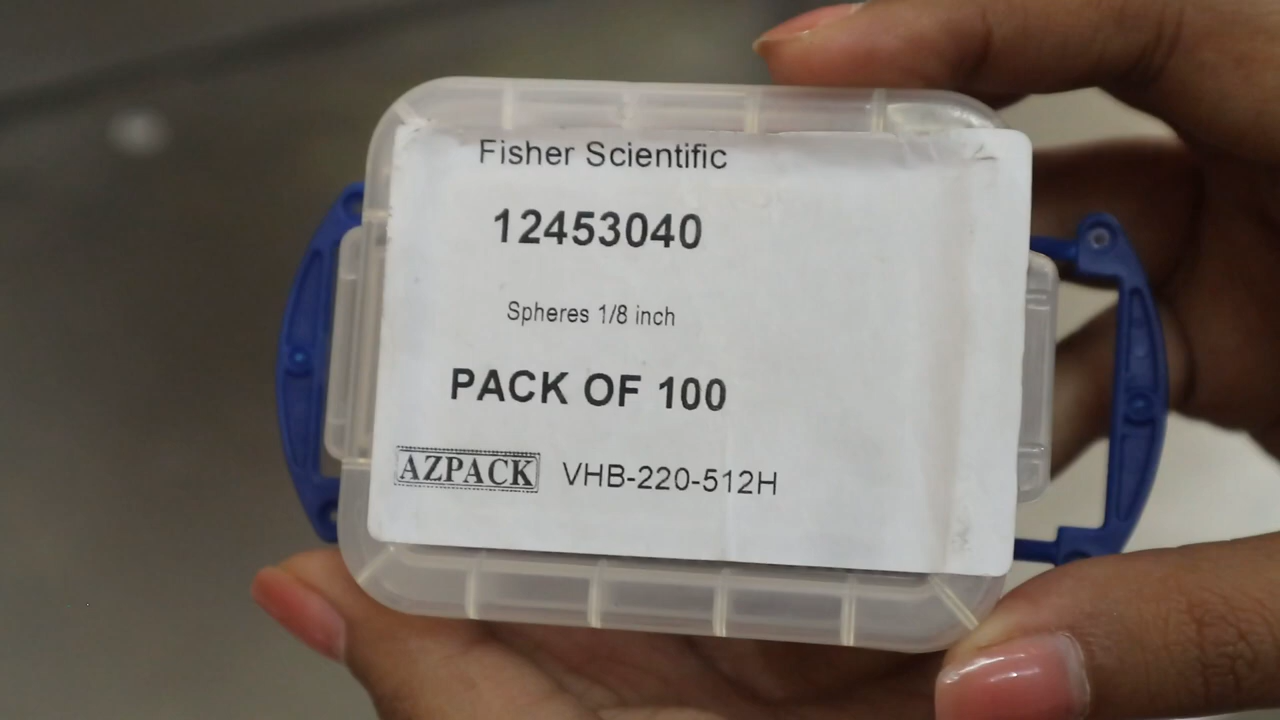 Fisher Scientific
12453040
Spheres 1/8 inch
PACK OF 100
AZPACK VHB-220-512H